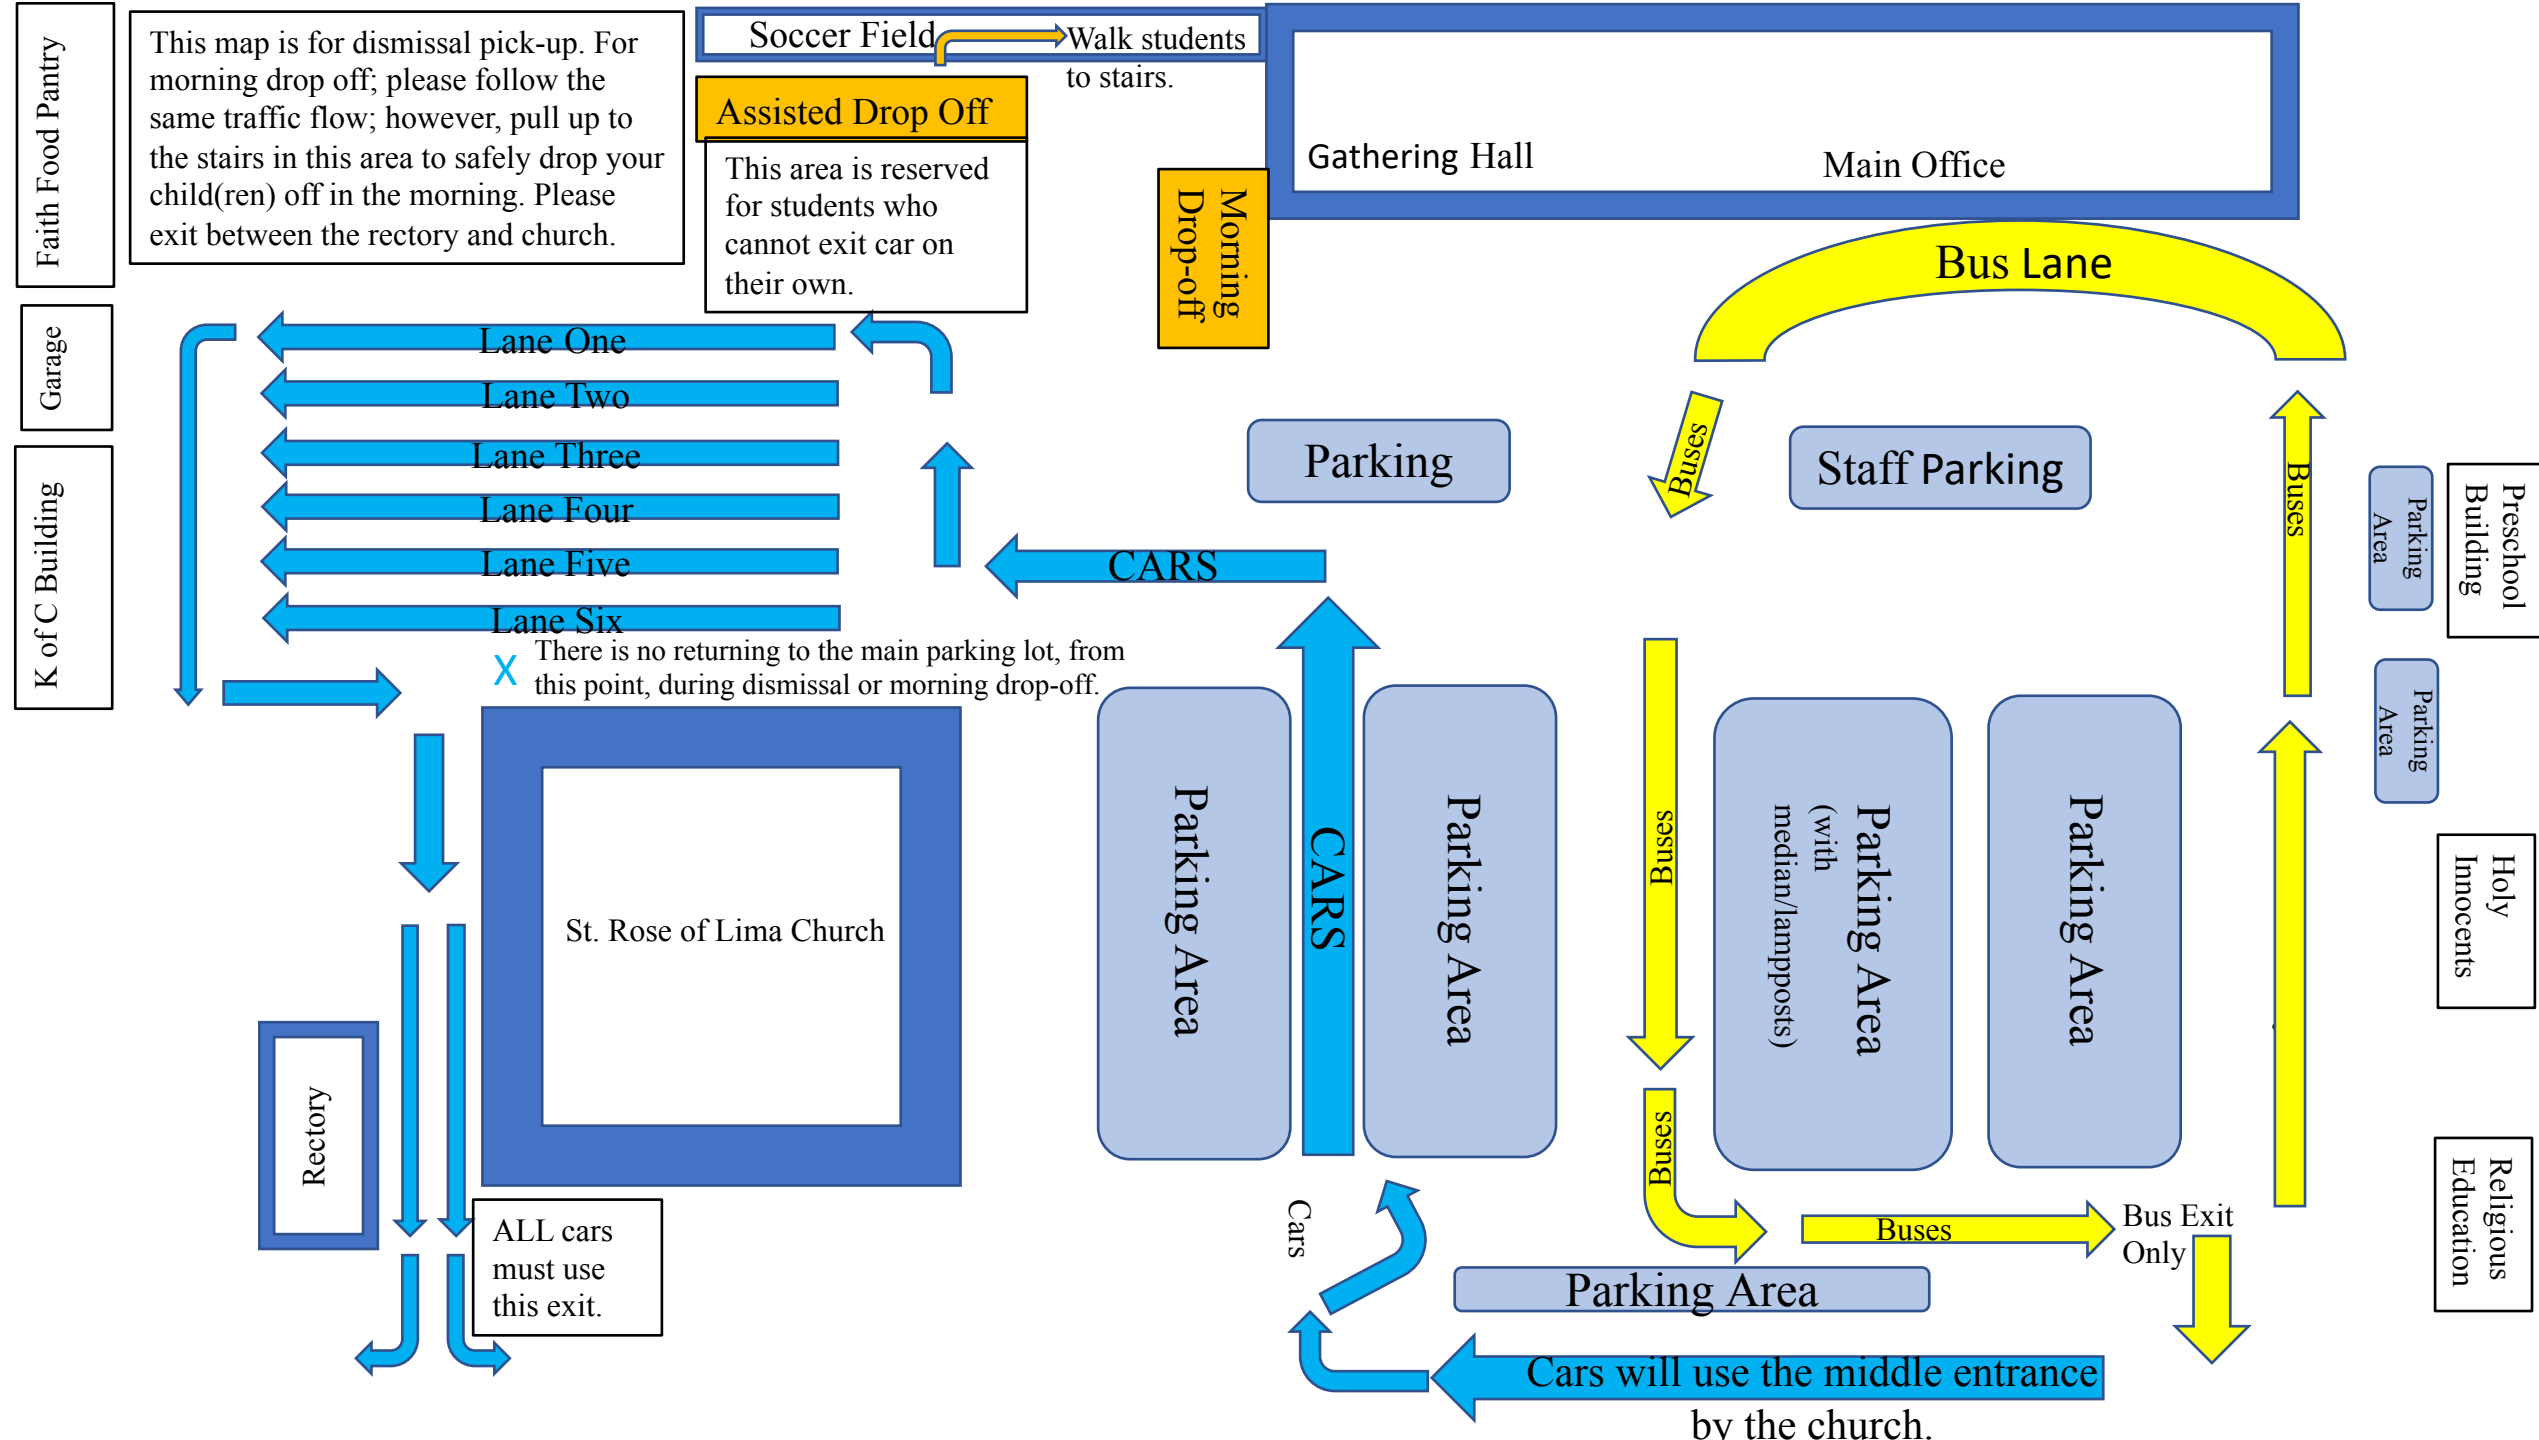 Faith Food Pantry
This map is for dismissal pick-up. For
morning drop off; please follow the
same traffic flow; however, pull up to
the stairs in this area to safely drop your
child(ren) off in the morning. Please
exit between the rectory and church.
Soccer Field
Walk students
to stairs.
Assisted Drop Off
This area is reserved
for students who
cannot exit car on
their own.
Morning
Drop-off
Gathering Hall
Main Office
Bus Lane
Garage
Lane One
Lane Two
Lane Three
Lane Four
Lane Five
Lane Six
K of C Building
Parking
Buses
Staff Parking
Buses
Parking
Area
Preschool
Building
CARS
X
There is no returning to the main parking lot, from
this point, during dismissal or morning drop-off.
Parking
Area
St. Rose of Lima Church
Parking Area
CARS
Parking Area
Buses
Parking Area
(with
median/lampposts)
Parking Area
Holy
Innocents
Rectory
ALL cars
must use
this exit.
Cars
Buses
Buses
Bus Exit
Only
Religious
Education
Parking Area
Cars will use the middle entrance
by the church.